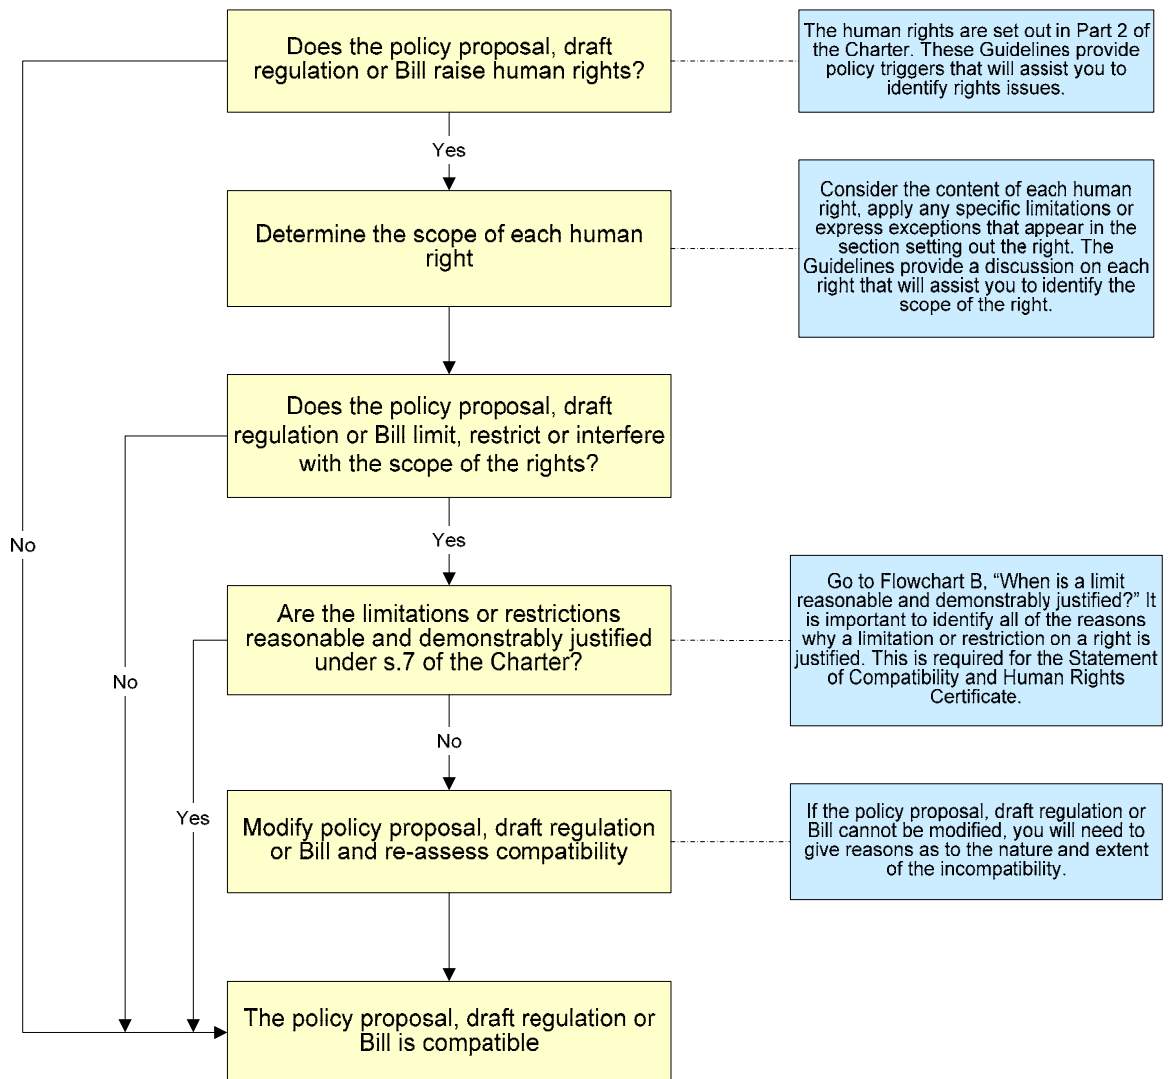 Does the policy proposal, draft
regulation or Bill raise human rights?
The human rights are set out in Part 2 of
the Charter. These Guidelines provide
policy triggers that will assist you to
identify rights issues.
Yes
Determine the scope of each human
right
Consider the content of each human
right, apply any specific limitations or
express exceptions that appear in the
section setting out the right. The
Guidelines provide a discussion on each
right that will assist you to identify the
scope of the right.
Does the policy proposal, draft
regulation or Bill limit, restrict or interfere
with the scope of the rights?
No
Yes
Are the limitations or restrictions
reasonable and demonstrably justified
under s.7 of the Charter?
Go to Flowchart B, “When is a limit
reasonable and demonstrably justified?” It
is important to identify all of the reasons
why a limitation or restriction on a right is
justified. This is required for the Statement
of Compatibility and Human Rights
Certificate.
No
No
Yes
Modify policy proposal, draft regulation
or Bill and re-assess compatibility
If the policy proposal, draft regulation or
Bill cannot be modified, you will need to
give reasons as to the nature and extent
of the incompatibility.
The policy proposal, draft regulation or
Bill is compatible